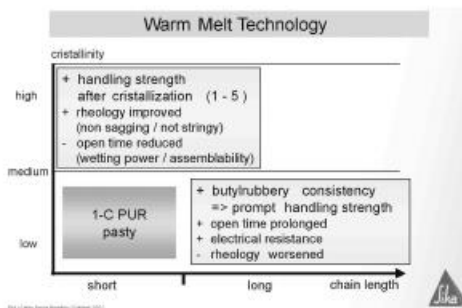 Warm Melt Technology
cristallinity
high
+ handling strength
after cristallization (1 - 5 )
+ rheology improved
(non sagging / not stringy)
- open time reduced
(wetting power / assemblability)
medium
1-C PUR
pasty
+ butylrubbery consistency
=> prompt handling strength
+ open time prolonged
+ electrical resistance
- rheology worsened
low
short
long
chain length
Sika